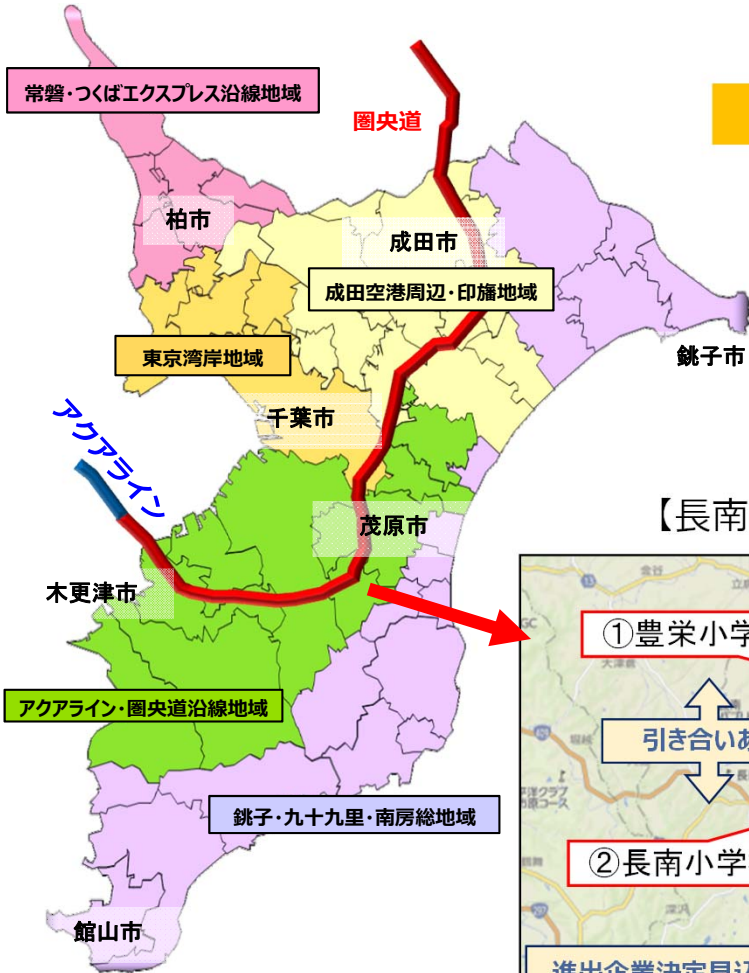 常磐・つくばエクスプレス沿線地域
圏央道
柏市
成田市
成田空港周辺・印旛地域
東京湾岸地域
銚子市
千葉市
アクアライン
茂原市
【長南
木更津市
①豊栄小学
引き合いあ
アクアライン・圏央道沿線地域
銚子・九十九里・南房総地域
②長南小学
館山市
進出企業決定見込